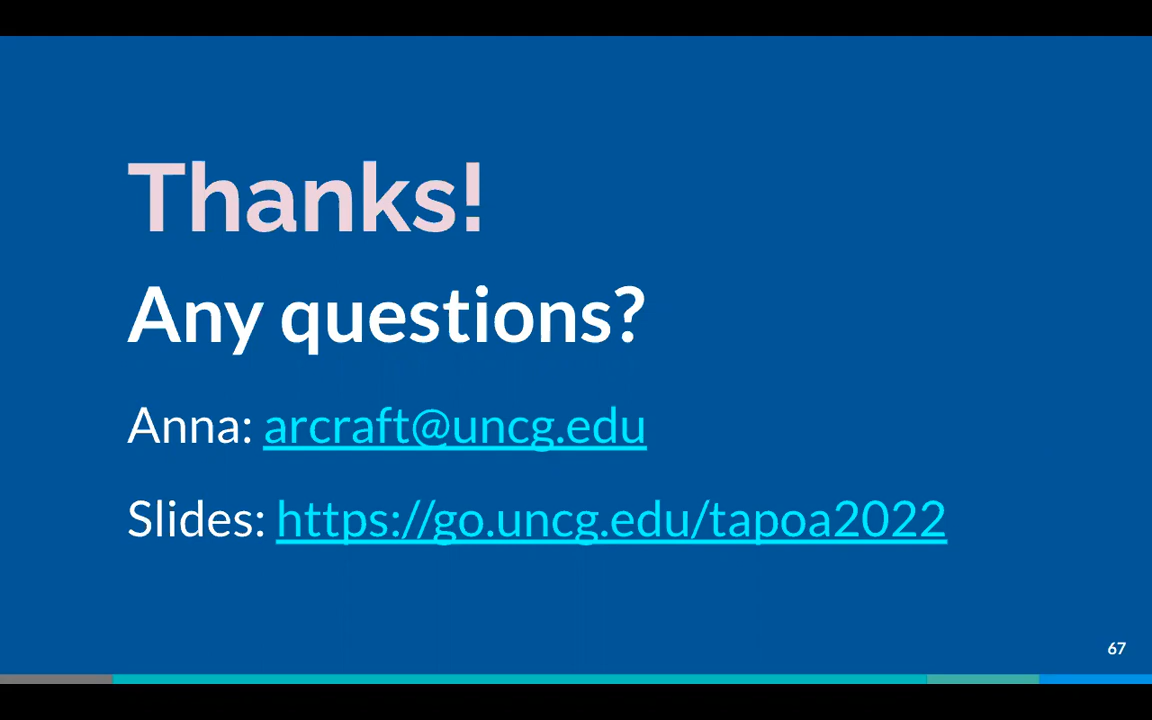 Thanks!
Any questions?
Anna: arcraft@uncg.edu
Slides: https://go.uncg.edu/tapoa2022
67